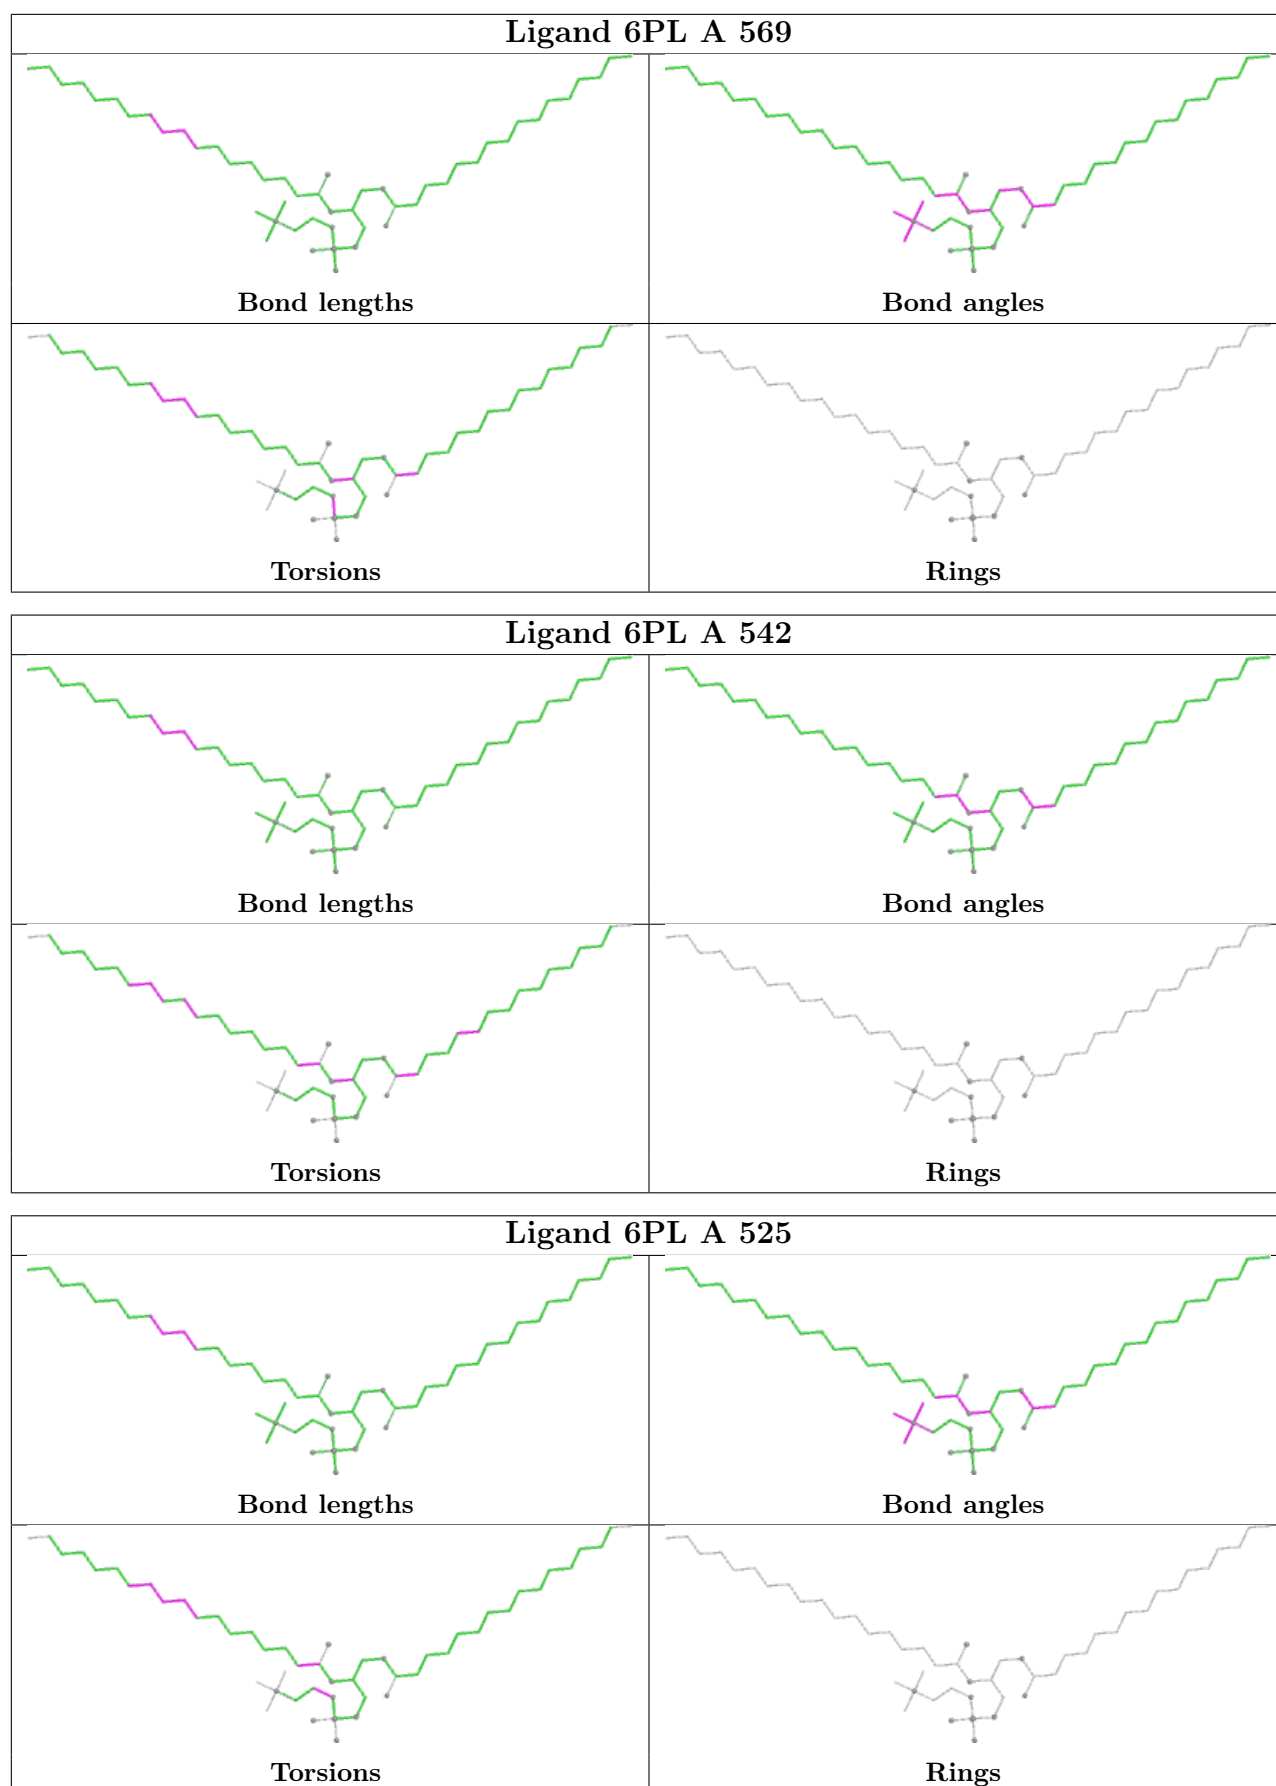 Ligand 6PL A 569
Bond lengths
Bond angles
Torsions
Rings
Ligand 6PL A 542
Bond lengths
Bond angles
Torsions
Rings
Ligand 6PL A 525
Bond lengths
Bond angles
Torsions
Rings